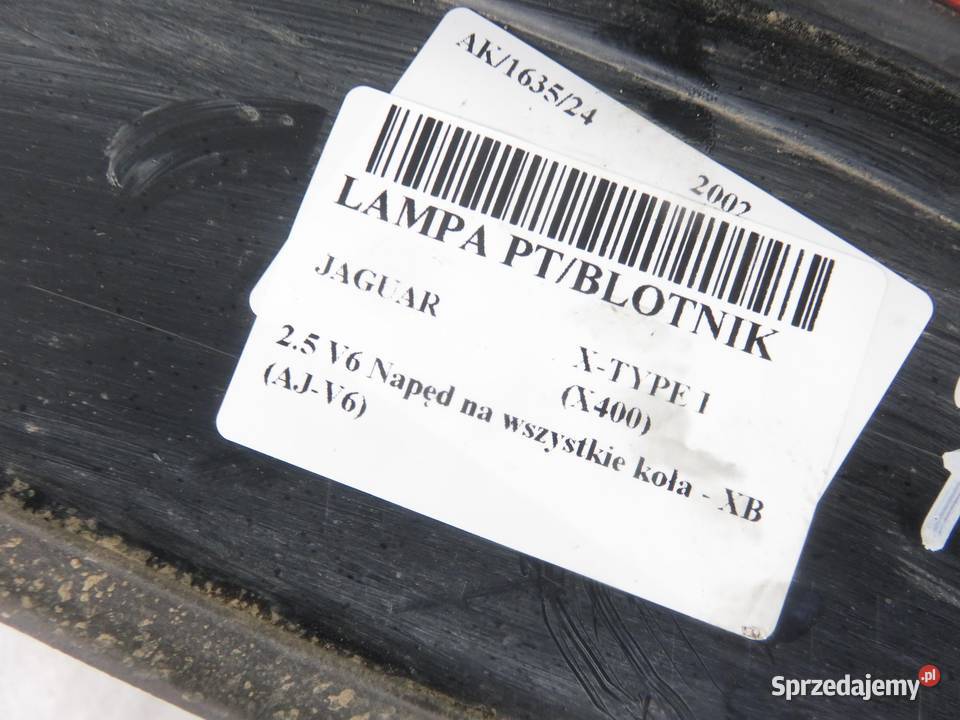 AK/1635/24
2002
LAMPA PT/BLOTNIK
JAGUAR
X-TYPE I
(X400)
2.5 V6 Napęd na wszystkie koła - XB
(AJ-V6)
Sprzedajemy.pl